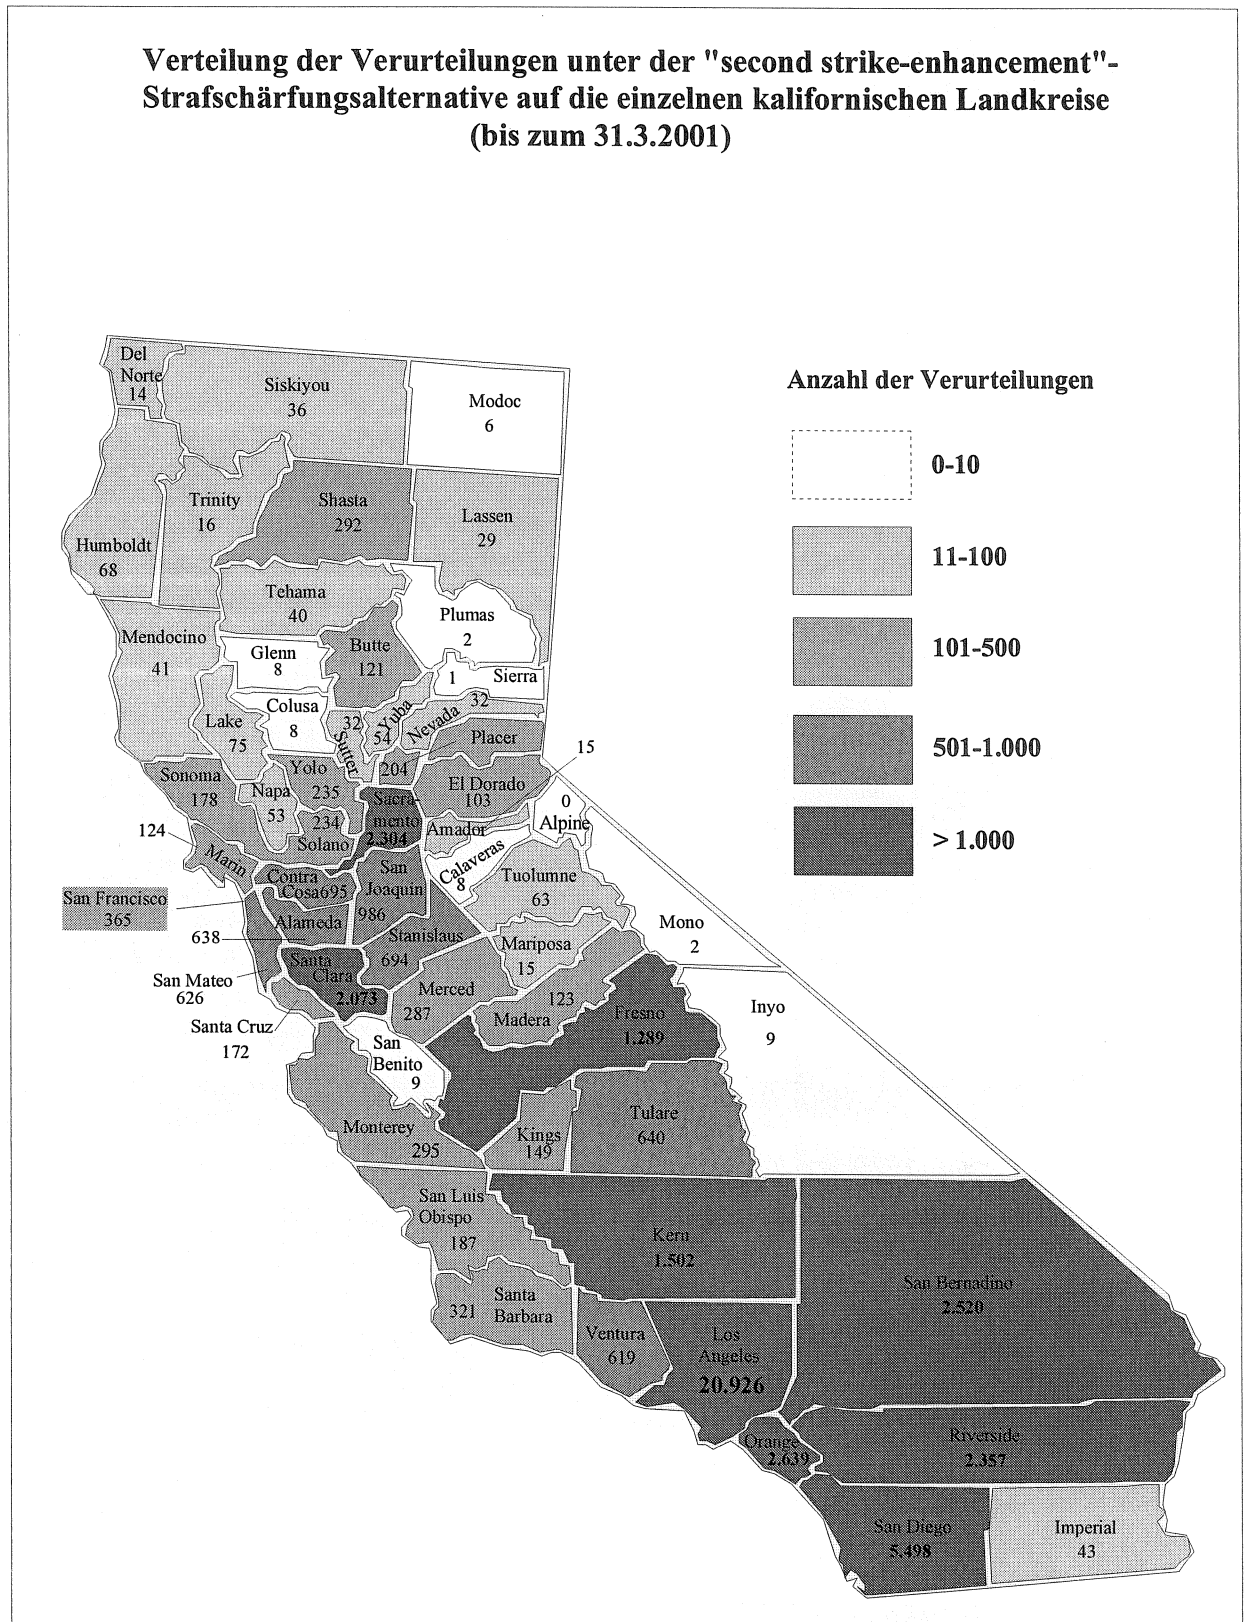 Verteilung der Verurteilungen unter der "second strike-enhancement"-
Strafschärfungsalternative auf die einzelnen kalifornischen Landkreise
(bis zum 31.3.2001)
Anzahl der Verurteilungen
0-10
11-100
101-500
501-1.000
> 1.000
Del
Norte
14
Siskiyou
36
Modoc
6
Trinity
16
Shasta
292
Lassen
29
Humboldt
68
Tehama
40
Plumas
2
Mendocino
41
Glenn
8
Butte
121
1
Sierra
Lake
75
Colusa
8
32
Sutter
Yuba
54
Nevada
32
Placer
204
15
Sonoma
178
Napa
53
Yolo
235
234
Solano
Sacra-
mento
2.304
El Dorado
103
0
Alpine
Amador
124
Marin
Calaveras
8
Contra
Cosa695
San
Joaquin
986
Tuolumne
63
San Francisco
365
Alameda
638
Stanislaus
694
Mariposa
15
Mono
2
San Mateo
626
Santa
Clara
2.073
Merced
287
123
Madera
Fresno
1.289
Inyo
9
Santa Cruz
172
San
Benito
9
Monterey
295
Kings
149
Tulare
640
San Luis
Obispo
187
Kern
1.502
San Bernadino
2.520
321
Santa
Barbara
Ventura
619
Los
Angeles
20.926
Orange
2.639
Riverside
2.357
San Diego
5.498
Imperial
43